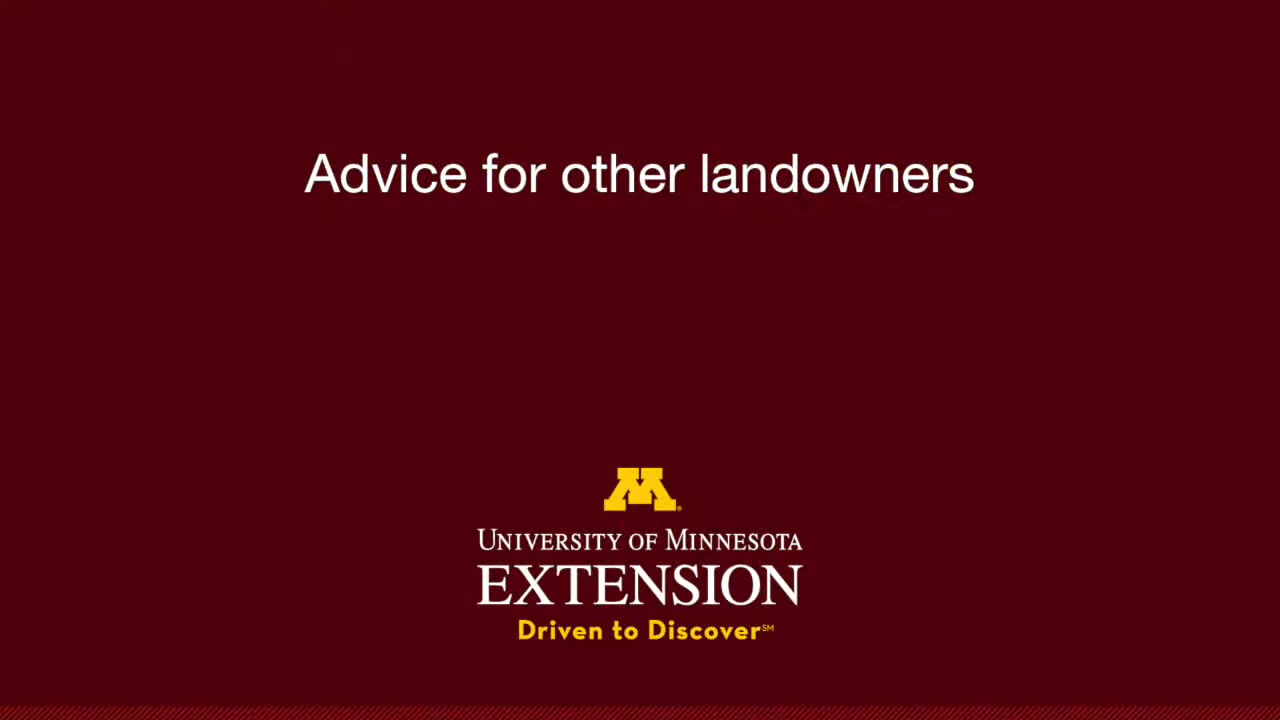 Advice for other landowners
M®
UNIVERSITY OF MINNESOTA
EXTENSION
Driven to Discover℠